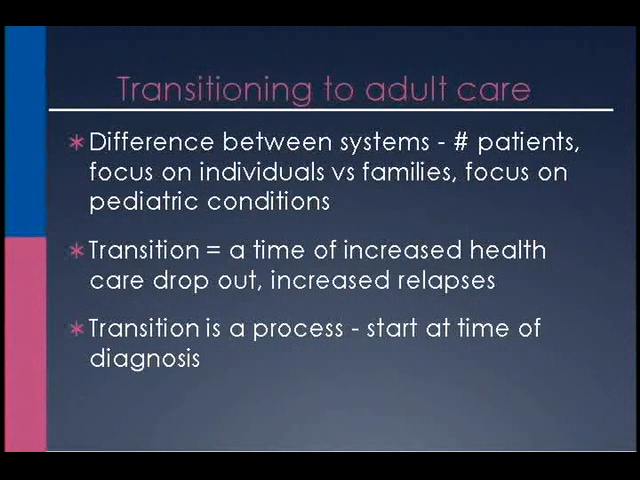 Transitioning to adult care
* Difference between systems - # patients,
focus on individuals vs families, focus on
pediatric conditions
* Transition = a time of increased health
care drop out, increased relapses
* Transition is a process - start at time of
diagnosis